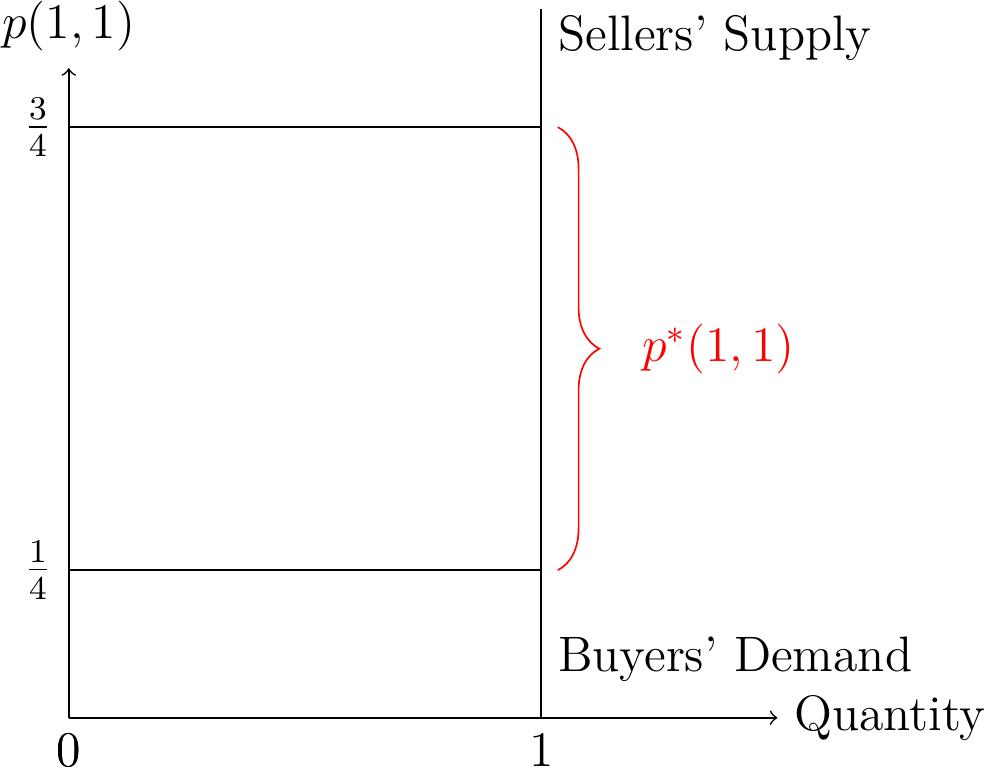 p(1, 1)
Sellers' Supply
3/4
p*(1, 1)
1/4
Buyers' Demand
Quantity
0
1